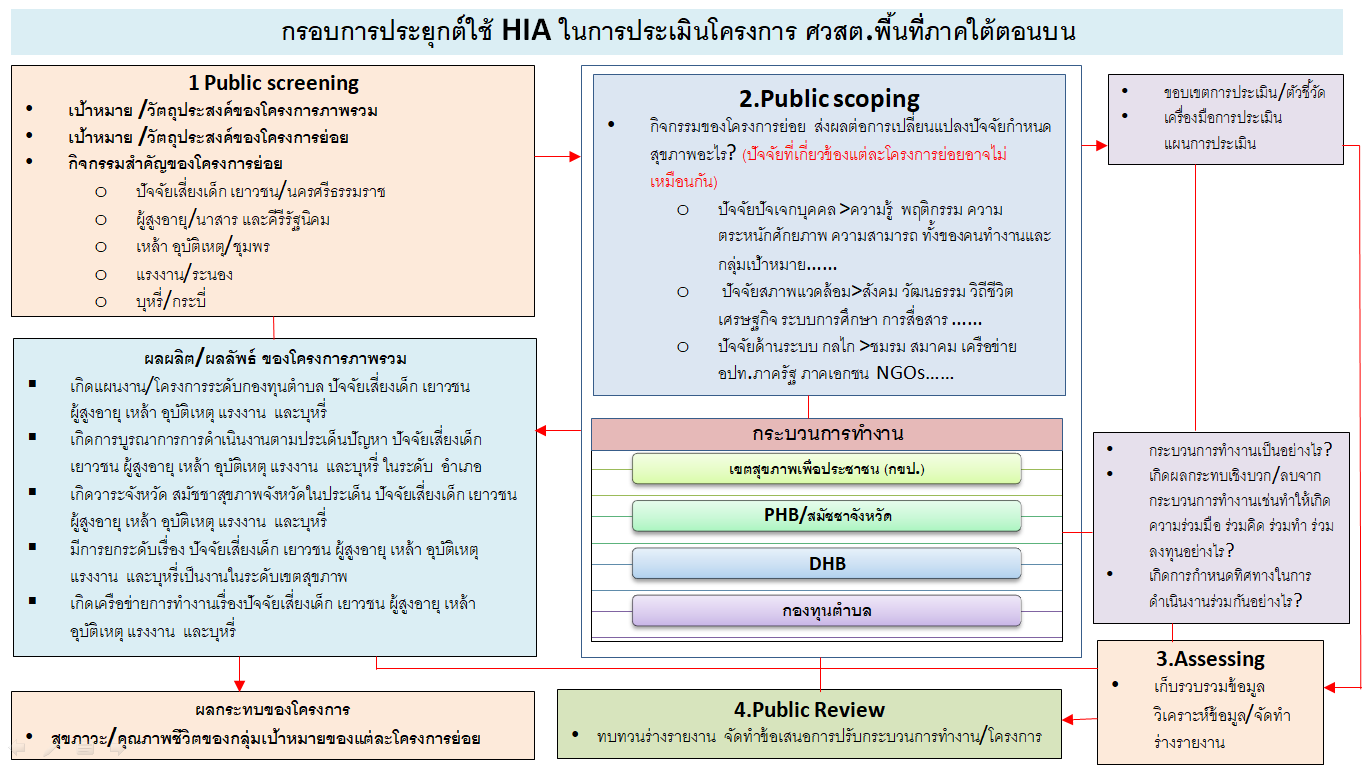 กรอบการประยุกต์ใช้ HIA ในการประเมินโครงการ ศวสต.พื้นที่ภาคใต้ตอนบน
1 Public screening
• เป้าหมาย /วัตถุประสงค์ของโครงการภาพรวม
• เป้าหมาย /วัตถุประสงค์ของโครงการย่อย
• กิจกรรมสำคัญของโครงการย่อย
o ปัจจัยเสี่ยงเด็ก เยาวชน/นครศรีธรรมราช
o ผู้สูงอายุ/นาสาร และคีรีรัฐนิคม
o เหล้า อุบัติเหตุ/ชุมพร
o แรงงาน/ระนอง
o บุหรี่/กระบี่
2.Public scoping
• กิจกรรมของโครงการย่อย ส่งผลต่อการเปลี่ยนแปลงปัจจัยกำหนด
สุขภาพอะไร? (ปัจจัยที่เกี่ยวข้องแต่ละโครงการย่อยอาจไม่
เหมือนกัน)
o ปัจจัยปัจเจกบุคคล >ความรู้ พฤติกรรม ความ
ตระหนักศักยภาพ ความสามารถ ทั้งของคนทำงานและ
กลุ่มเป้าหมาย......
o ปัจจัยสภาพแวดล้อม>สังคม วัฒนธรรม วิถีชีวิต
เศรษฐกิจ ระบบการศึกษา การสื่อสาร ......
o ปัจจัยด้านระบบ กลไก >ชมรม สมาคม เครือข่าย
อปท.ภาครัฐ ภาคเอกชน NGOs......
• ขอบเขตการประเมิน/ตัวชี้วัด
• เครื่องมือการประเมิน
แผนการประเมิน
ผลผลิต/ผลลัพธ์ ของโครงการภาพรวม
▪ เกิดแผนงาน/โครงการระดับกองทุนตำบล ปัจจัยเสี่ยงเด็ก เยาวชน
ผู้สูงอายุ เหล้า อุบัติเหตุ แรงงาน และบุหรี่
▪ เกิดการบูรณาการการดำเนินงานตามประเด็นปัญหา ปัจจัยเสี่ยงเด็ก
เยาวชน ผู้สูงอายุ เหล้า อุบัติเหตุ แรงงาน และบุหรี่ ในระดับ อำเภอ
▪ เกิดวาระจังหวัด สมัชชาสุขภาพจังหวัดในประเด็น ปัจจัยเสี่ยงเด็ก เยาวชน
ผู้สูงอายุ เหล้า อุบัติเหตุ แรงงาน และบุหรี่
▪ มีการยกระดับเรื่อง ปัจจัยเสี่ยงเด็ก เยาวชน ผู้สูงอายุ เหล้า อุบัติเหตุ
แรงงาน และบุหรี่เป็นงานในระดับเขตสุขภาพ
▪ เกิดเครือข่ายการทำงานเรื่องปัจจัยเสี่ยงเด็ก เยาวชน ผู้สูงอายุ เหล้า
อุบัติเหตุ แรงงาน และบุหรี่
กระบวนการทำงาน
เขตสุขภาพเพื่อประชาชน (กขป.)
PHB/สมัชชาจังหวัด
DHB
กองทุนตำบล
• กระบวนการทำงานเป็นอย่างไร?
• เกิดผลกระทบเชิงบวก/ลบจาก
กระบวนการทำงานเช่นทำให้เกิด
ความร่วมมือ ร่วมคิด ร่วมทำ ร่วม
ลงทุนอย่างไร?
• เกิดการกำหนดทิศทางในการ
ดำเนินงานร่วมกันอย่างไร?
3.Assessing
• เก็บรวบรวมข้อมูล
วิเคราะห์ข้อมูล/จัดทำ
ร่างรายงาน
4.Public Review
• ทบทวนร่างรายงาน จัดทำข้อเสนอการปรับกระบวนการทำงาน/โครงการ
ผลกระทบของโครงการ
• สุขภาวะ/คุณภาพชีวิตของกลุ่มเป้าหมายของแต่ละโครงการย่อย